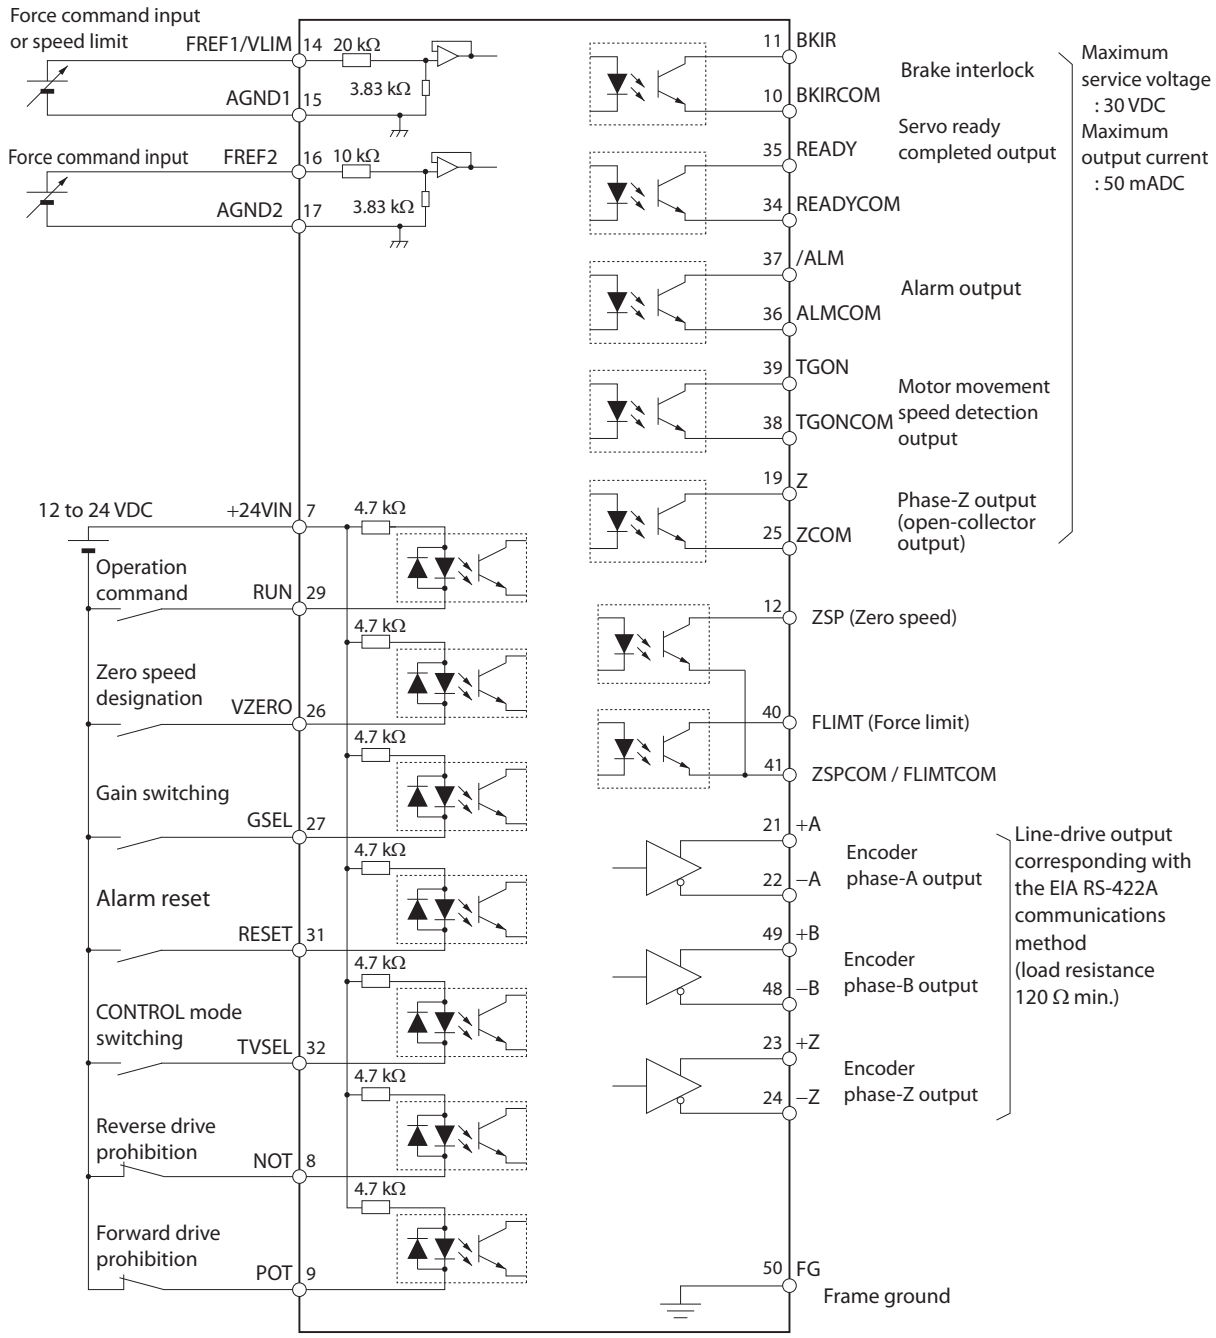 Force command input
or speed limit
FREF1/VLIM 14 20 kΩ
3.83 kΩ
AGND1 15
Force command input
FREF2 16 10 kΩ
3.83 kΩ
AGND2 17
12 to 24 VDC
+24VIN 7 4.7 kΩ
Operation
command
RUN 29
4.7 kΩ
Zero speed
designation
VZERO 26
4.7 kΩ
Gain switching
GSEL 27
4.7 kΩ
Alarm reset
RESET 31
4.7 kΩ
CONTROL mode
switching
TVSEL 32
4.7 kΩ
Reverse drive
prohibition
NOT 8
4.7 kΩ
Forward drive
prohibition
POT 9
11 BKIR
Brake interlock
10 BKIRCOM
Servo ready
completed output
35 READY
34 READYCOM
37 /ALM
Alarm output
36 ALMCOM
39 TGON
Motor movement
speed detection
output
38 TGONCOM
19 Z
Phase-Z output
(open-collector
output)
25 ZCOM
Maximum
service voltage
: 30 VDC
Maximum
output current
: 50 mADC
12 ZSP (Zero speed)
40 FLIMT (Force limit)
41 ZSPCOM / FLIMTCOM
21 +A
Encoder
phase-A output
22 −A
49 +B
Encoder
phase-B output
48 −B
23 +Z
Encoder
phase-Z output
24 −Z
Line-drive output
corresponding with
the EIA RS-422A
communications
method
(load resistance
120 Ω min.)
50 FG
Frame ground